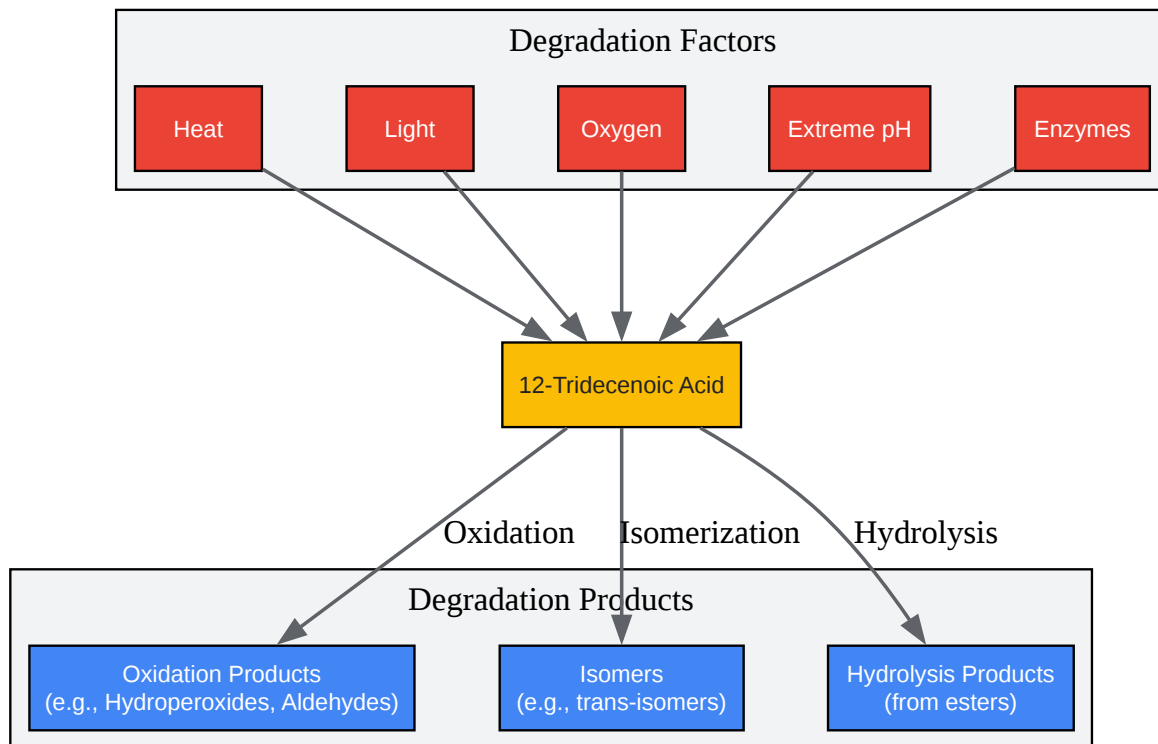 Degradation Factors
Heat
Light
Oxygen
Extreme pH
Enzymes
12-Tridecenoic Acid
Oxidation
Isomerization
Hydrolysis
Degradation Products
Oxidation Products
(e.g., Hydroperoxides, Aldehydes)
Isomers
(e.g., trans-isomers)
Hydrolysis Products
(from esters)